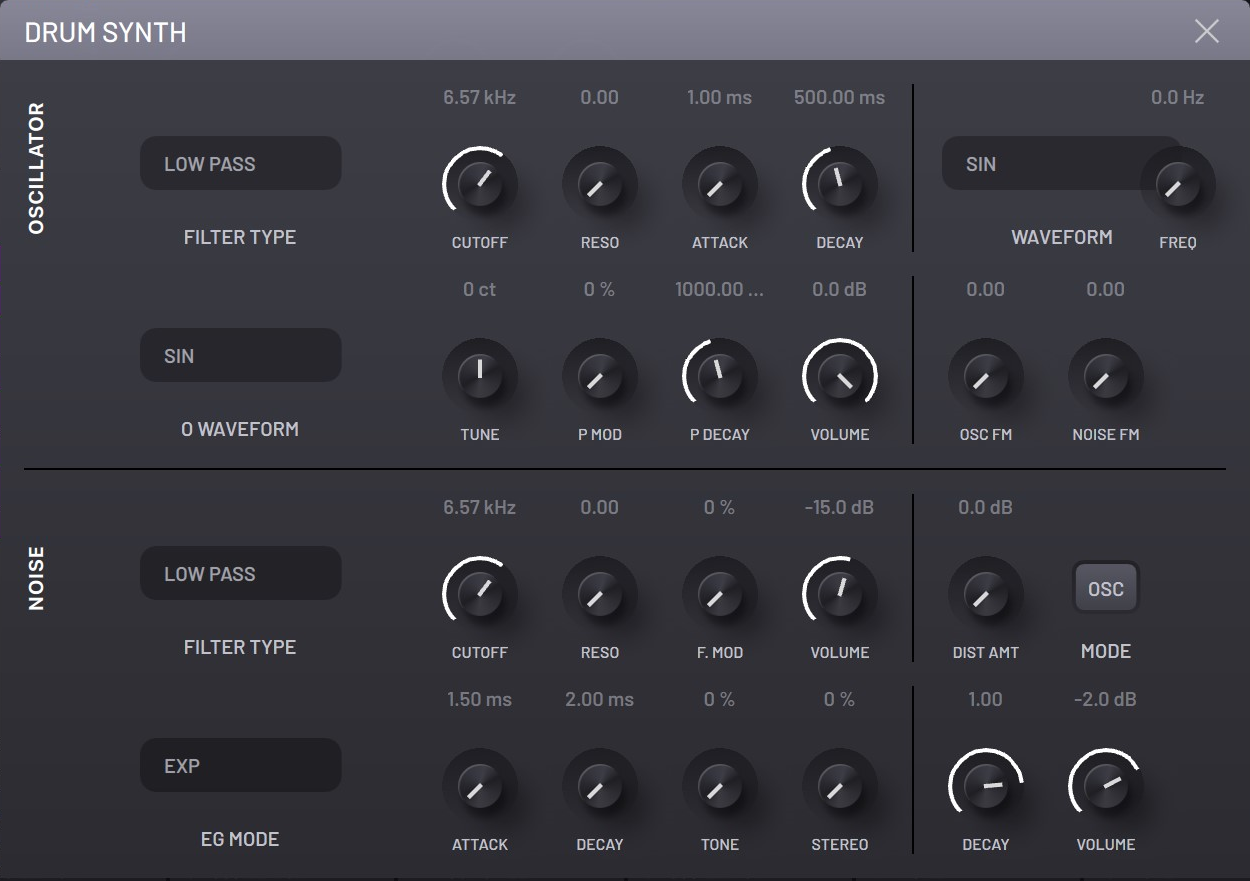 DRUM SYNTH
OSCILLATOR
6.57 kHz 0.00 1.00 ms 500.00 ms 0.0 Hz
LOW PASS SIN
FILTER TYPE CUTOFF RESO ATTACK DECAY WAVEFORM FREQ
0 ct 0 % 1000.00 ... 0.0 dB 0.00 0.00
SIN
O WAVEFORM TUNE P MOD P DECAY VOLUME OSC FM NOISE FM
NOISE
6.57 kHz 0.00 0 % -15.0 dB 0.0 dB
LOW PASS OSC
FILTER TYPE CUTOFF RESO F. MOD VOLUME DIST AMT MODE
1.50 ms 2.00 ms 0 % 0 % 1.00 -2.0 dB
EXP
EG MODE ATTACK DECAY TONE STEREO DECAY VOLUME